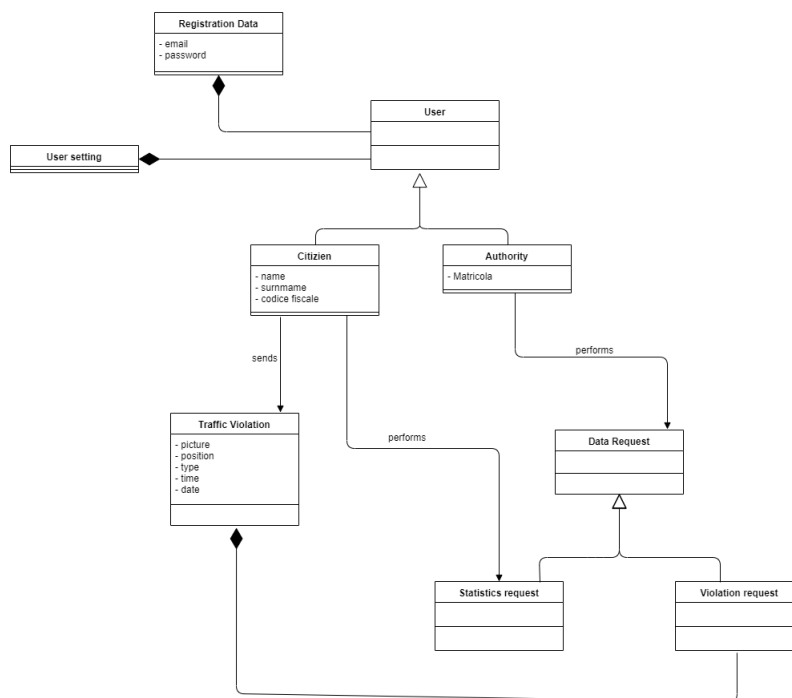 Registration Data
- email
- password
User
User setting
Citizien
- name
- surnmame
- codice fiscale
Authority
- Matricola
sends
performs
performs
Traffic Violation
- picture
- position
- type
- time
- date
Data Request
Statistics request
Violation request